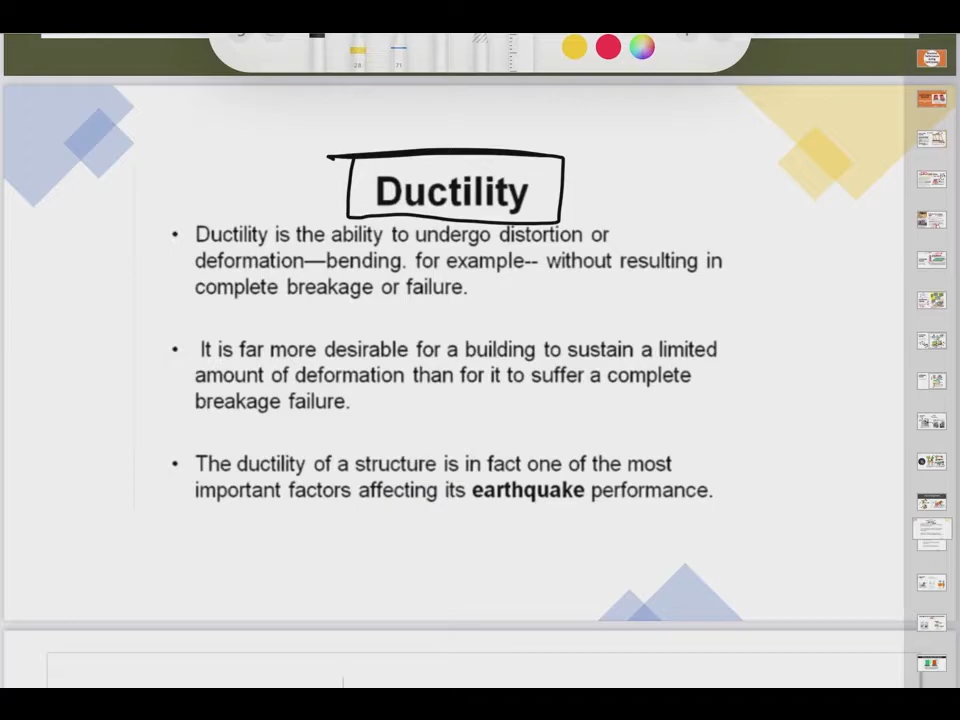 28
71
Ductility
• Ductility is the ability to undergo distortion or
deformation—bending. for example-- without resulting in
complete breakage or failure.
• It is far more desirable for a building to sustain a limited
amount of deformation than for it to suffer a complete
breakage failure.
• The ductility of a structure is in fact one of the most
important factors affecting its earthquake performance.